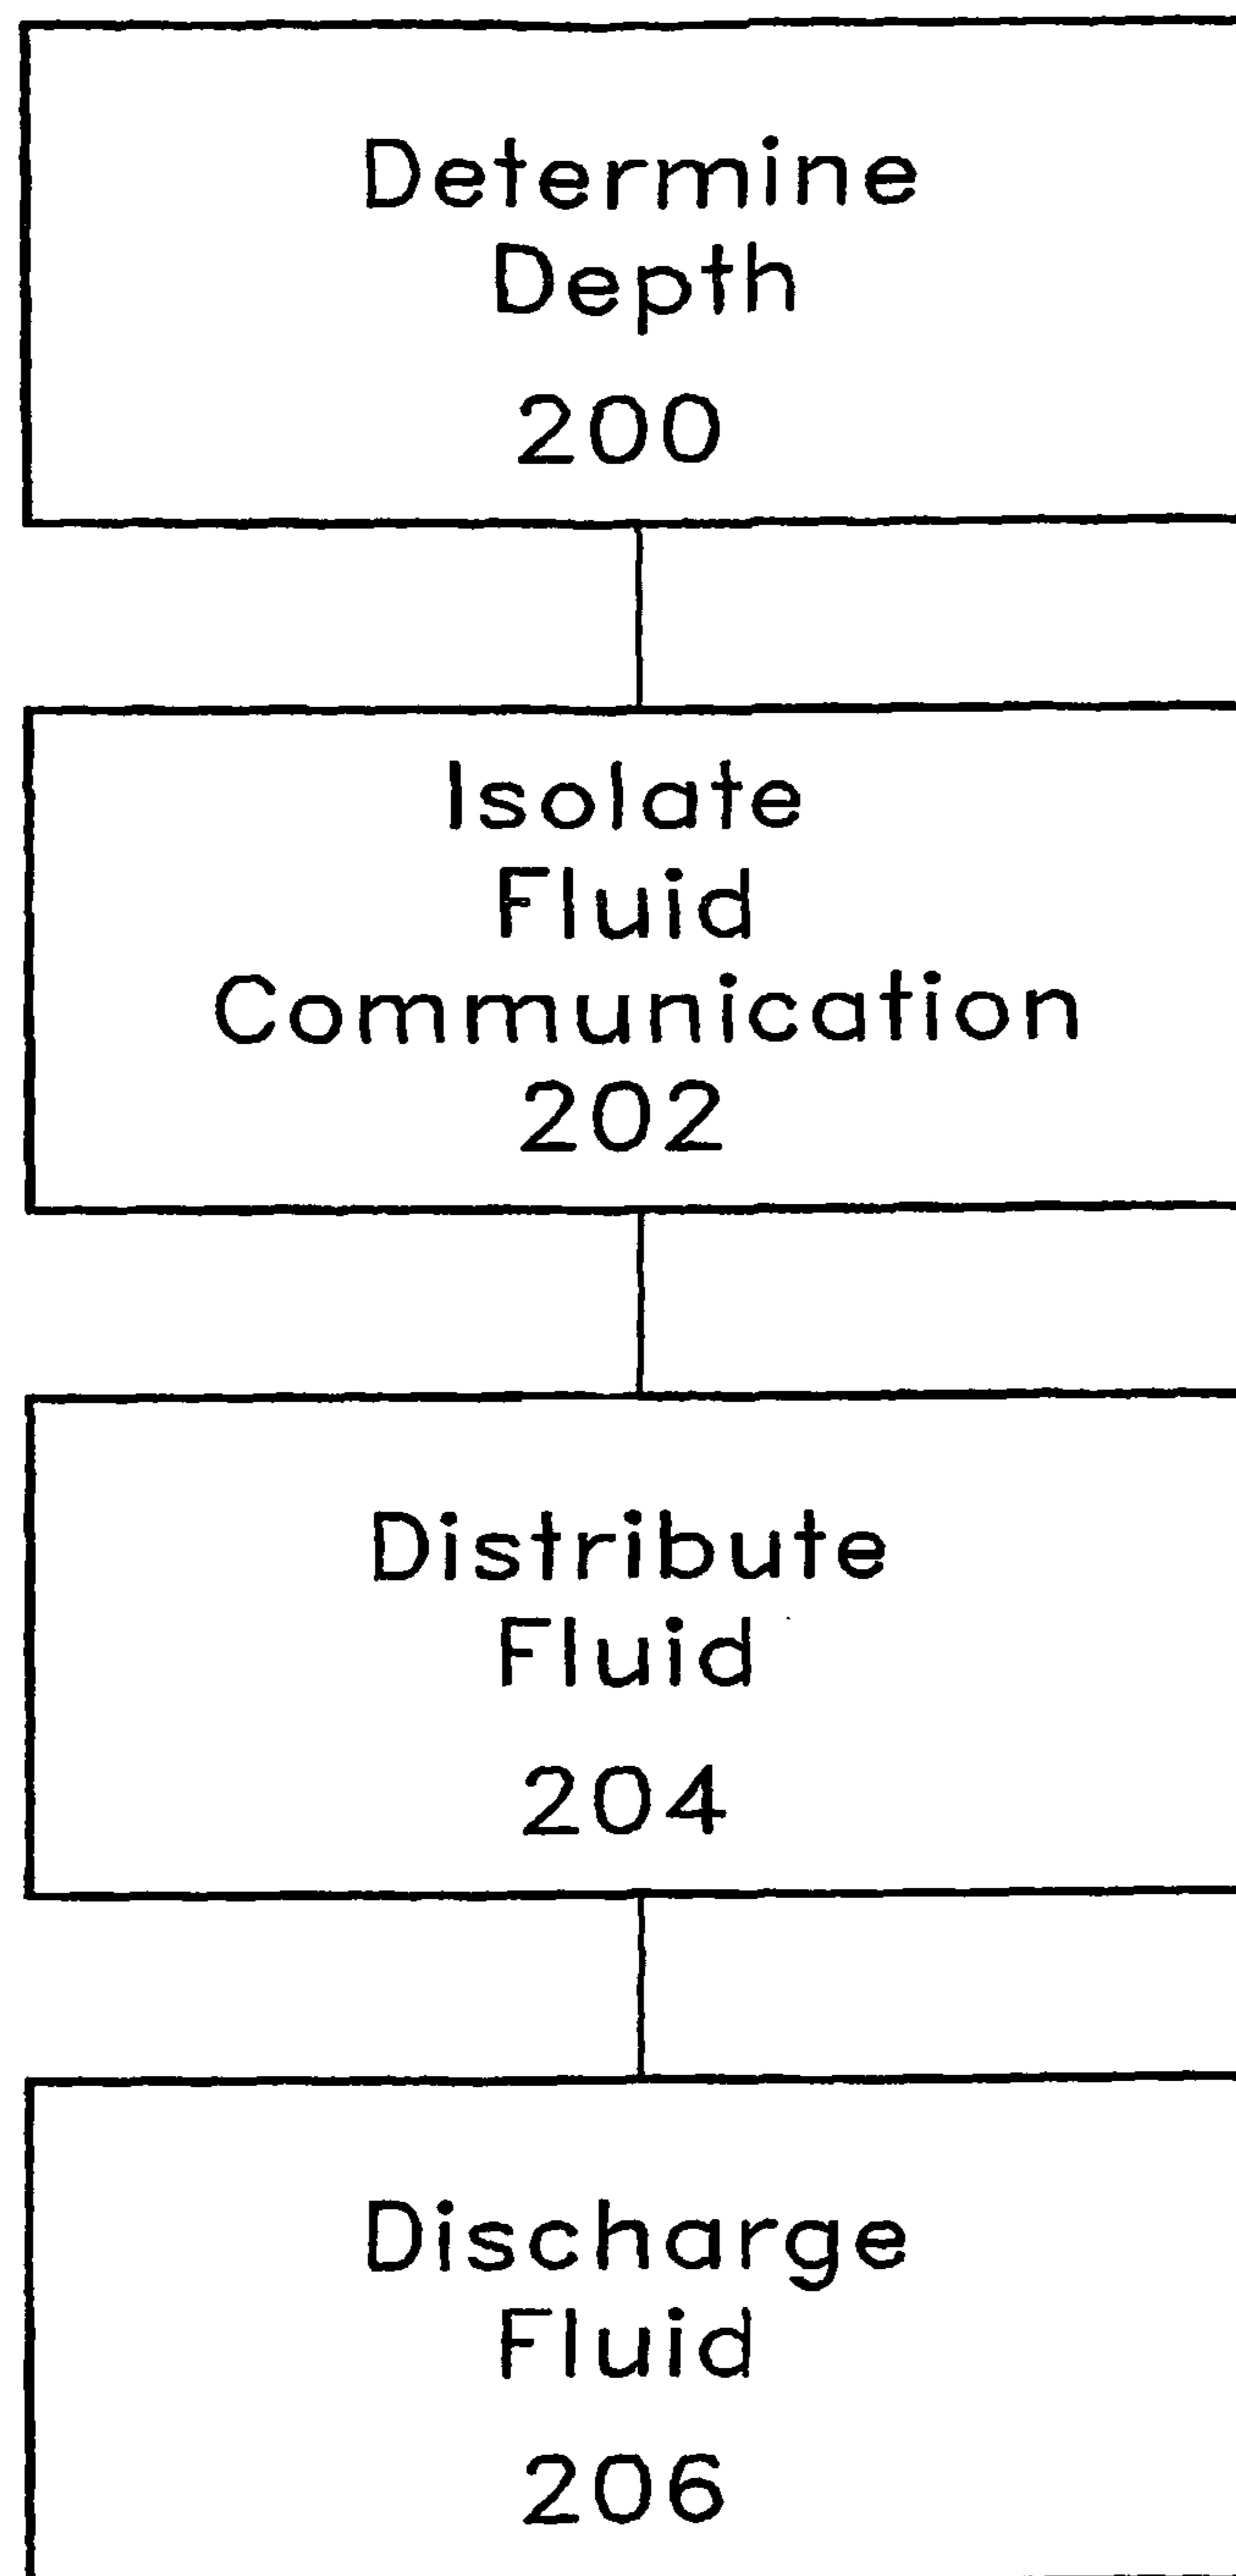 Determine
Depth
200
Isolate
Fluid
Communication
202
Distribute
Fluid
204
Discharge
Fluid
206